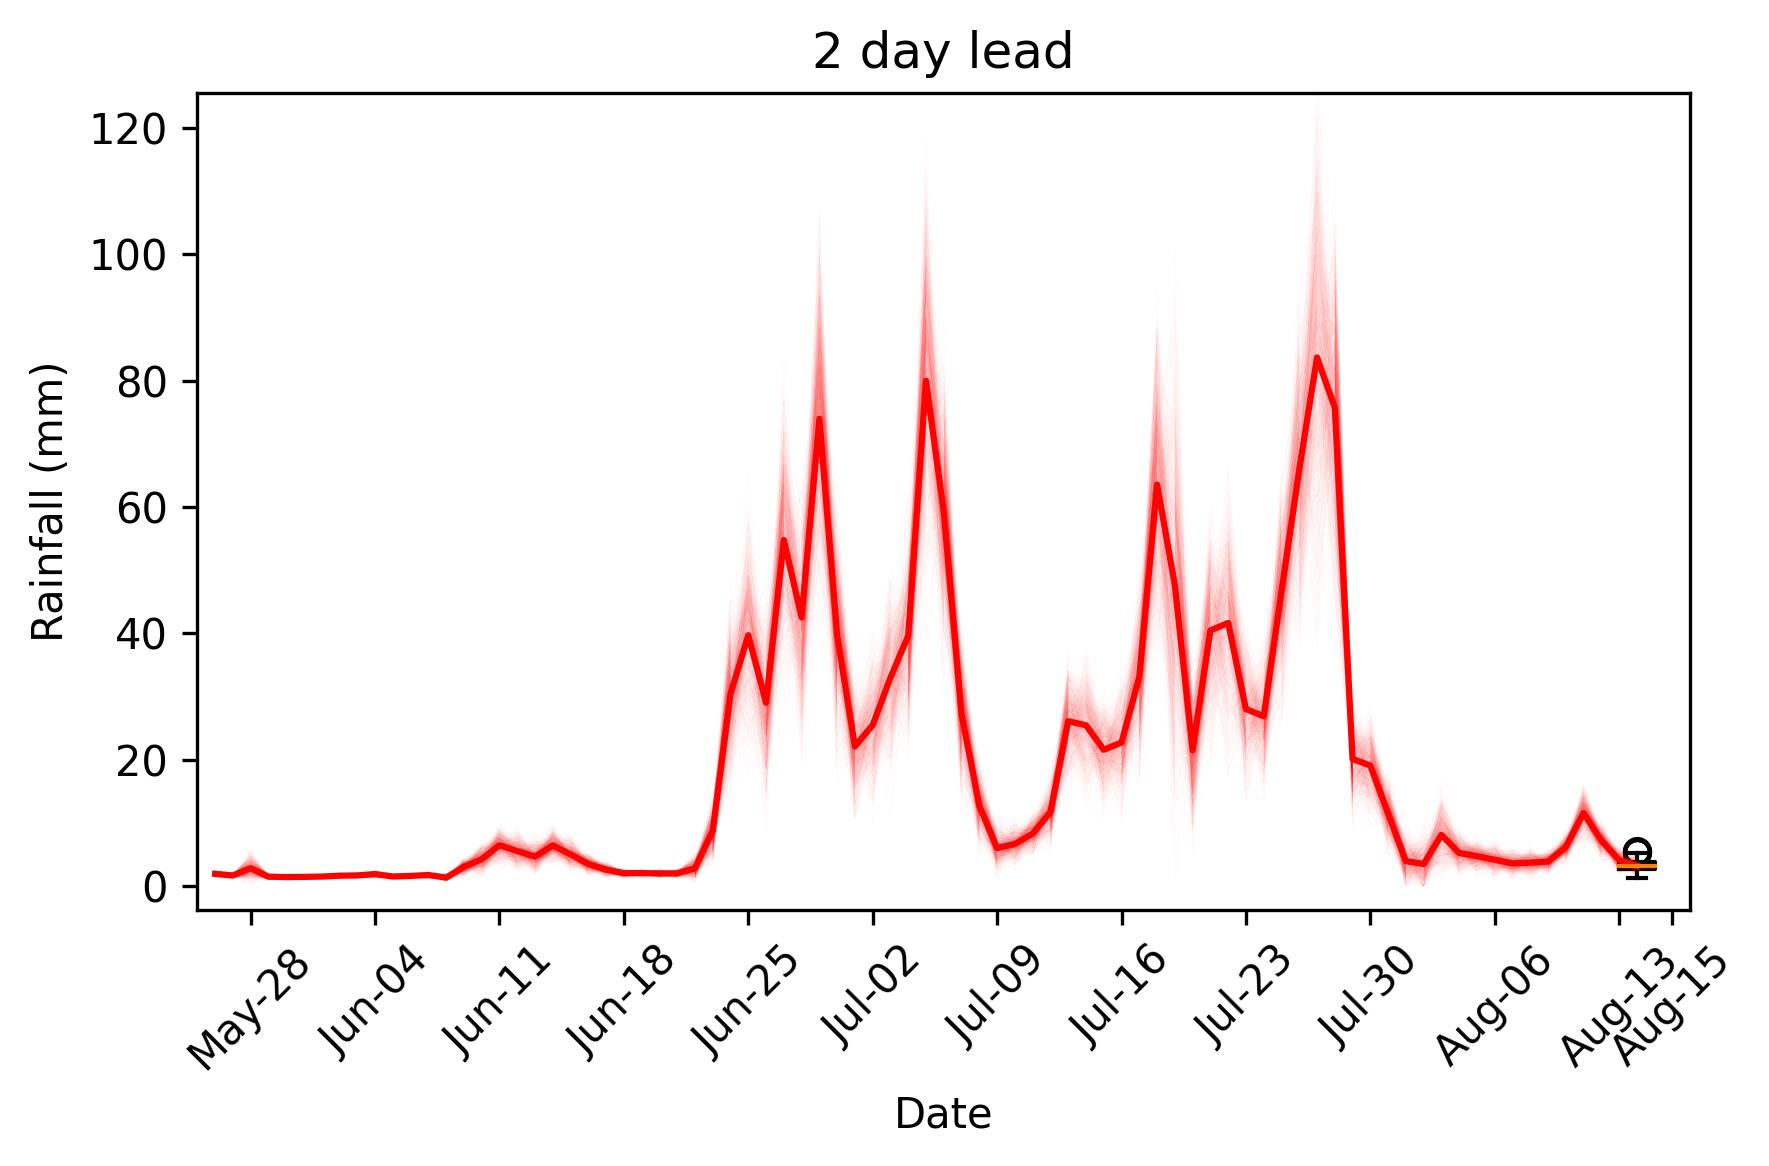 2 day lead
120
100
80
60
40
20
0
Rainfall (mm)
May-28
Jun-04
Jun-11
Jun-18
Jun-25
Jul-02
Jul-09
Jul-16
Jul-23
Jul-30
Aug-06
Aug-13
Aug-15
Date